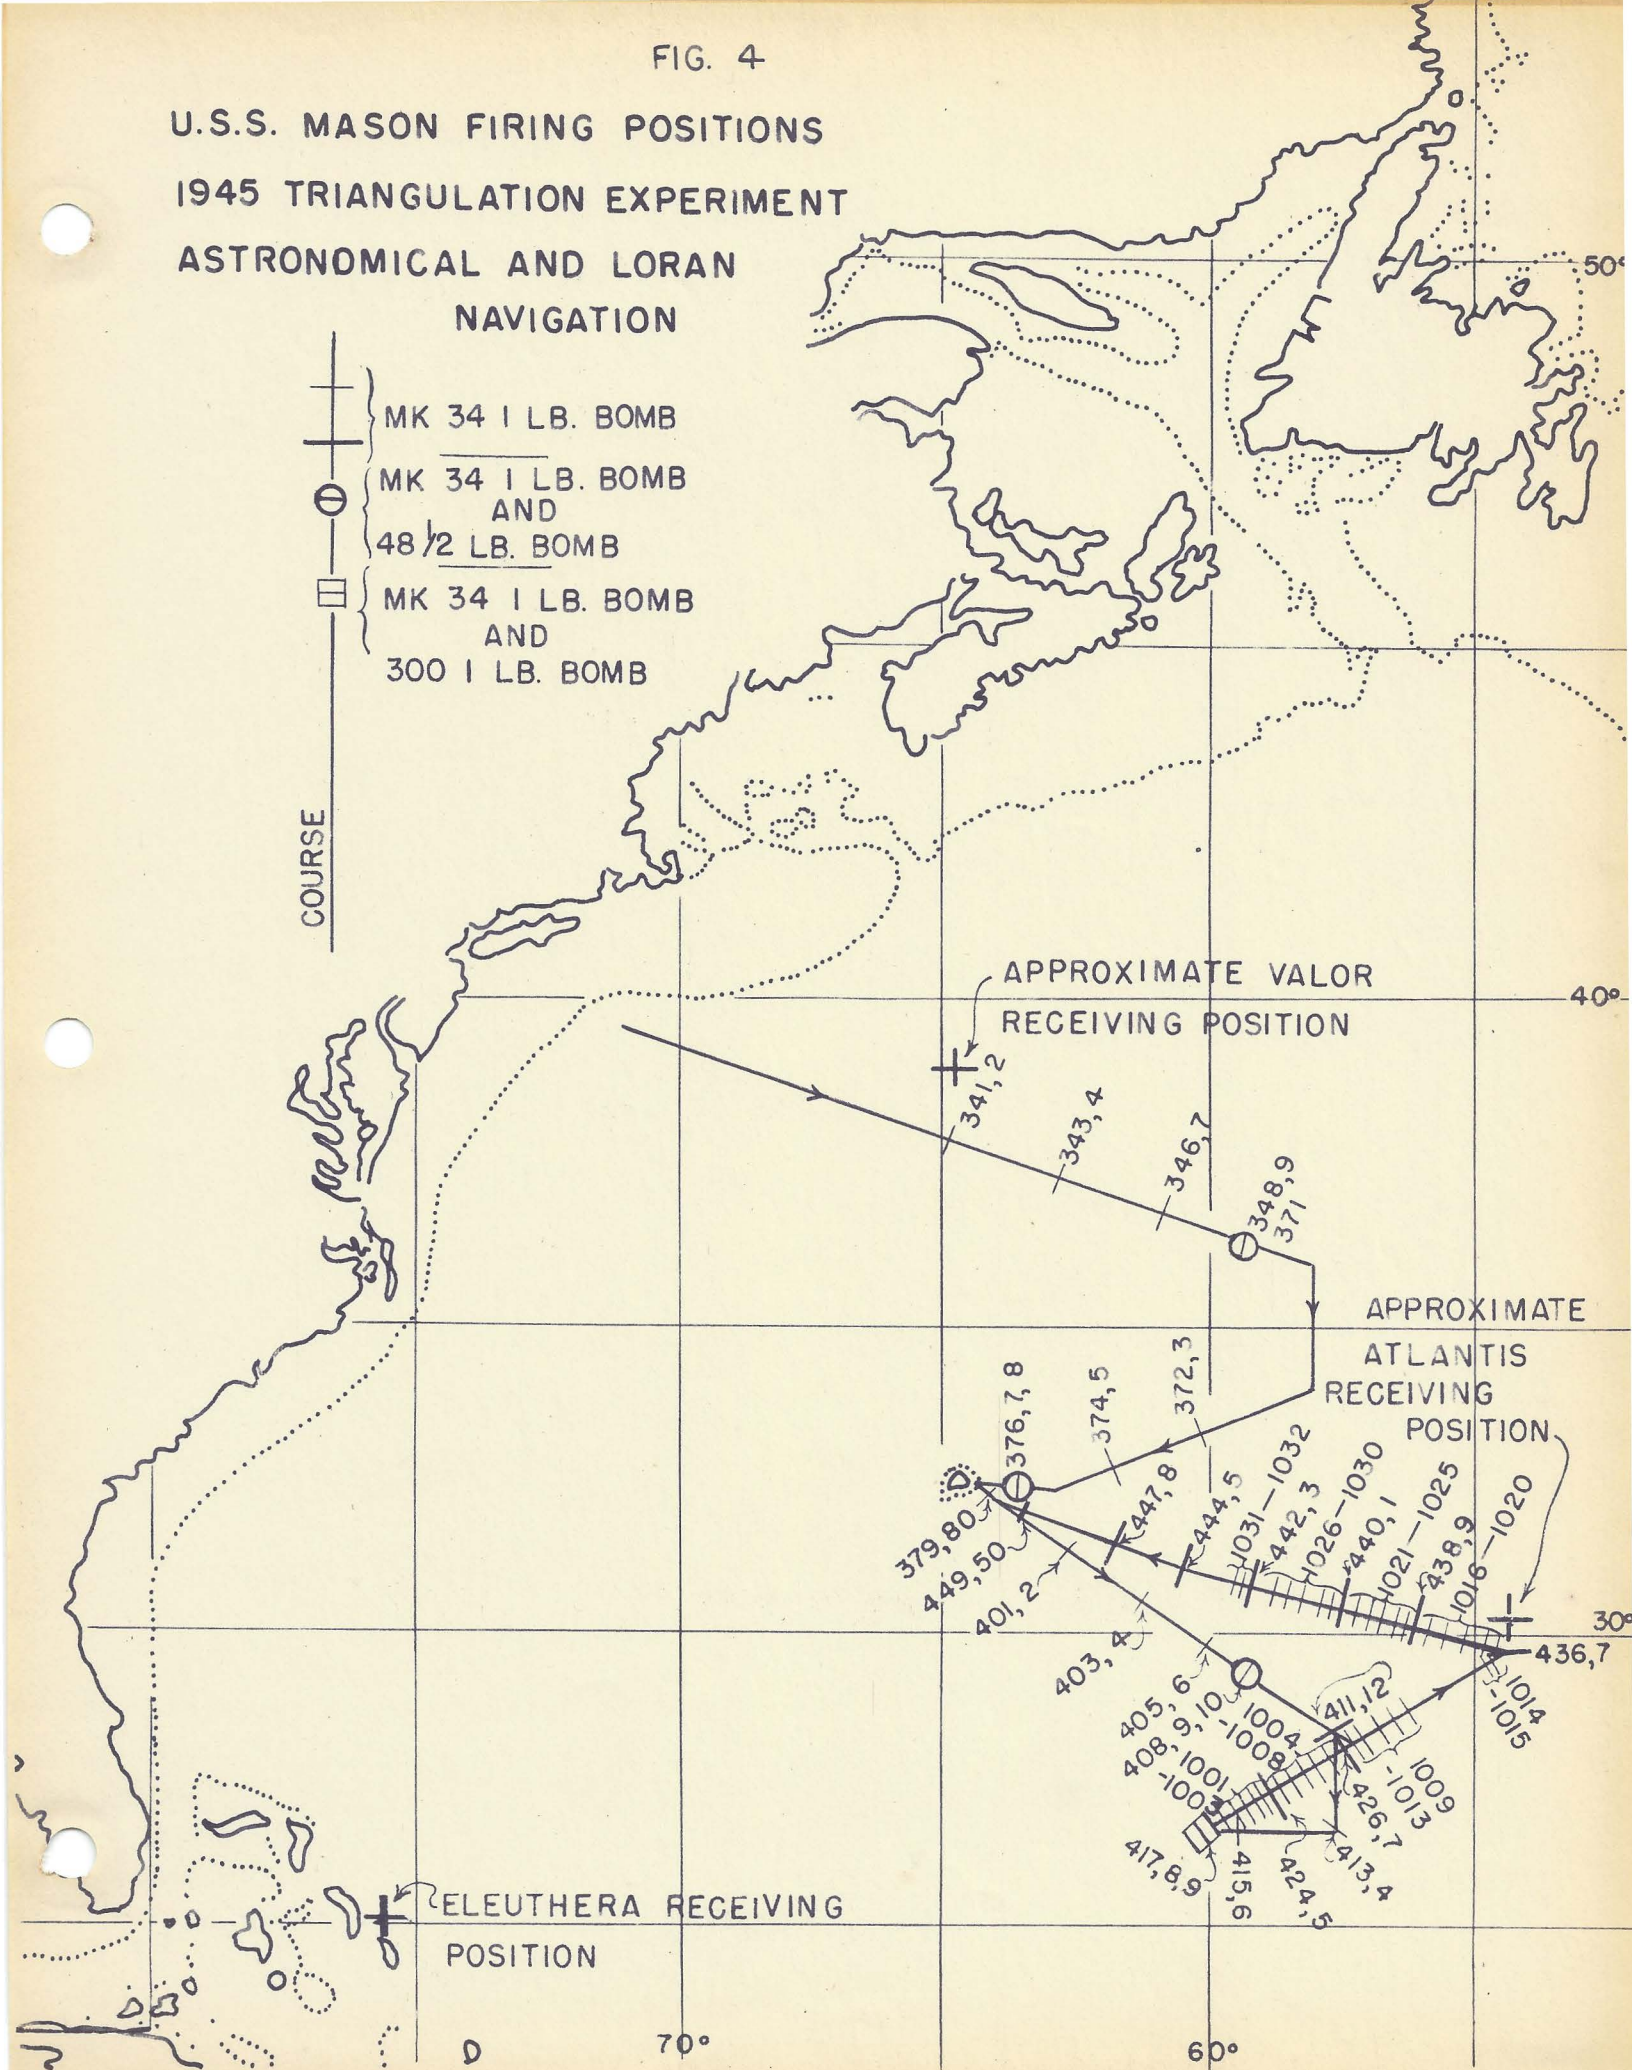 FIG. 4
U.S.S. MASON FIRING POSITIONS
1945 TRIANGULATION EXPERIMENT
ASTRONOMICAL AND LORAN
NAVIGATION
MK 34 1 LB. BOMB
MK 34 1 LB. BOMB
AND
48 1/2 LB. BOMB
MK 34 1 LB. BOMB
AND
300 1 LB. BOMB
COURSE
50°
APPROXIMATE VALOR
RECEIVING POSITION
40°
341,2
343,4
346,7
348,9
371
APPROXIMATE
ATLANTIS
RECEIVING
POSITION
372,3
374,5
376,7,8
379,80
449,50
401,2
447,8
444,5
1031-1032
442,3
1026-1030
440,1
1021-1025
438,9
1016-1020
30°
436,7
403,4
405,6
408,9,10
1004
-1008
1001
-1003
411,12
1014
-1015
1009
-1013
426,7
413,4
424,5
415,6
417,8,9
ELEUTHERA RECEIVING
POSITION
70°
60°